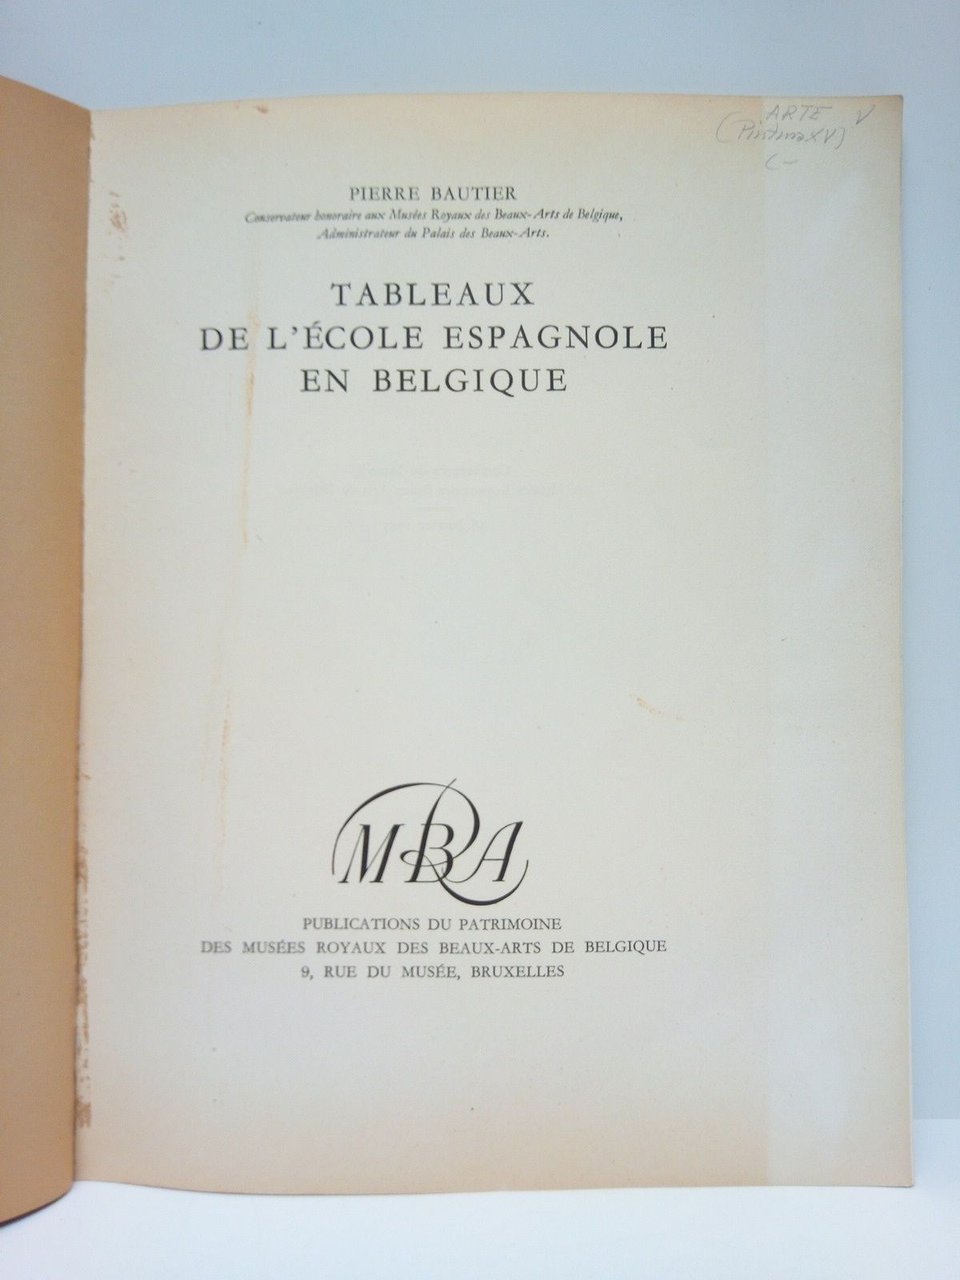 ARTE V
PIERRE BAUTIER
Conservateur honoraire aux Musées Royaux des Beaux-Arts de Belgique,
Administrateur du Palais des Beaux-Arts.
TABLEAUX
DE L'ÉCOLE ESPAGNOLE
EN BELGIQUE
MBA
PUBLICATIONS DU PATRIMOINE
DES MUSÉES ROYAUX DES BEAUX-ARTS DE BELGIQUE
9, RUE DU MUSÉE, BRUXELLES